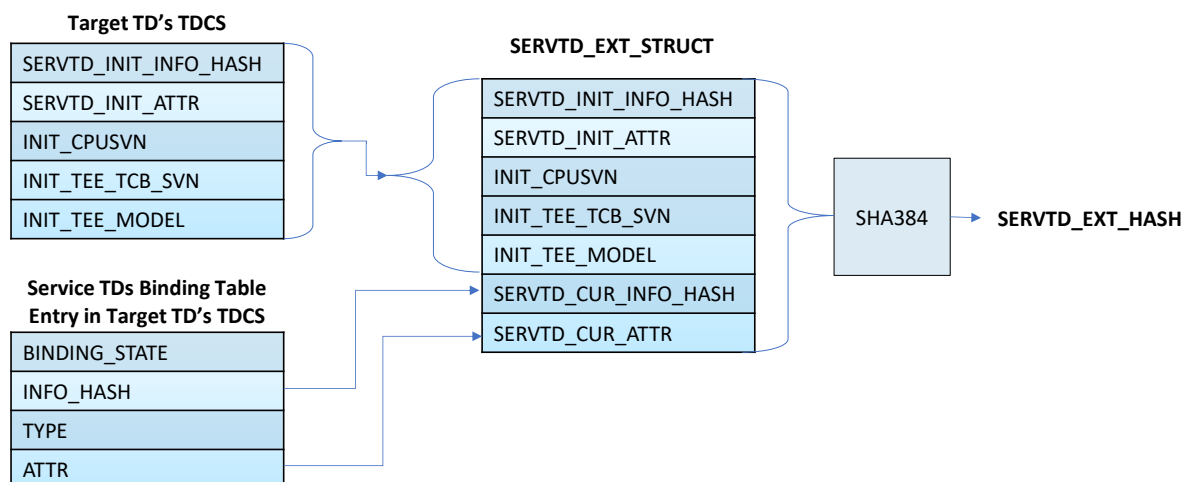 Target TD’s TDCS
SERVTD_INIT_INFO_HASH
SERVTD_INIT_ATTR
INIT_CPUSVN
INIT_TEE_TCB_SVN
INIT_TEE_MODEL
Service TDs Binding Table
Entry in Target TD’s TDCS
BINDING_STATE
INFO_HASH
TYPE
ATTR
SERVTD_EXT_STRUCT
SERVTD_INIT_INFO_HASH
SERVTD_INIT_ATTR
INIT_CPUSVN
INIT_TEE_TCB_SVN
INIT_TEE_MODEL
SERVTD_CUR_INFO_HASH
SERVTD_CUR_ATTR
SHA384
SERVTD_EXT_HASH